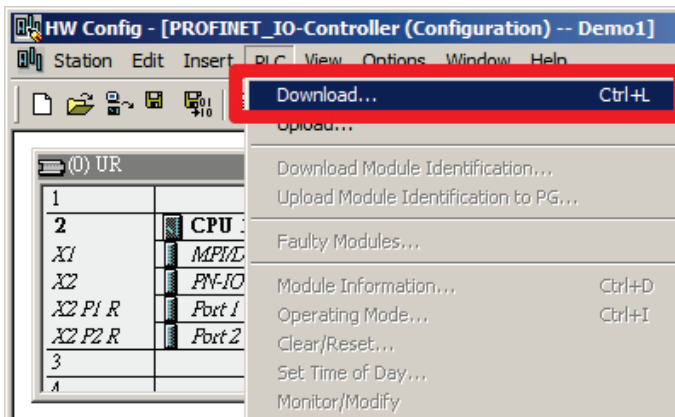 HW Config - [PROFINET_IO-Controller (Configuration) -- Demo1]
Station Edit Insert PLC View Options Window Help
Download... Ctrl+L
Upload...
(0) UR
Download Module Identification...
1
Upload Module Identification to PG...
2 CPU
Faulty Modules...
X1 MPI/D
X2 PN-IO
Module Information... Ctrl+D
X2 P1 R Port 1
Operating Mode... Ctrl+I
X2 P2 R Port 2
Clear/Reset...
3
Set Time of Day...
4
Monitor/Modify